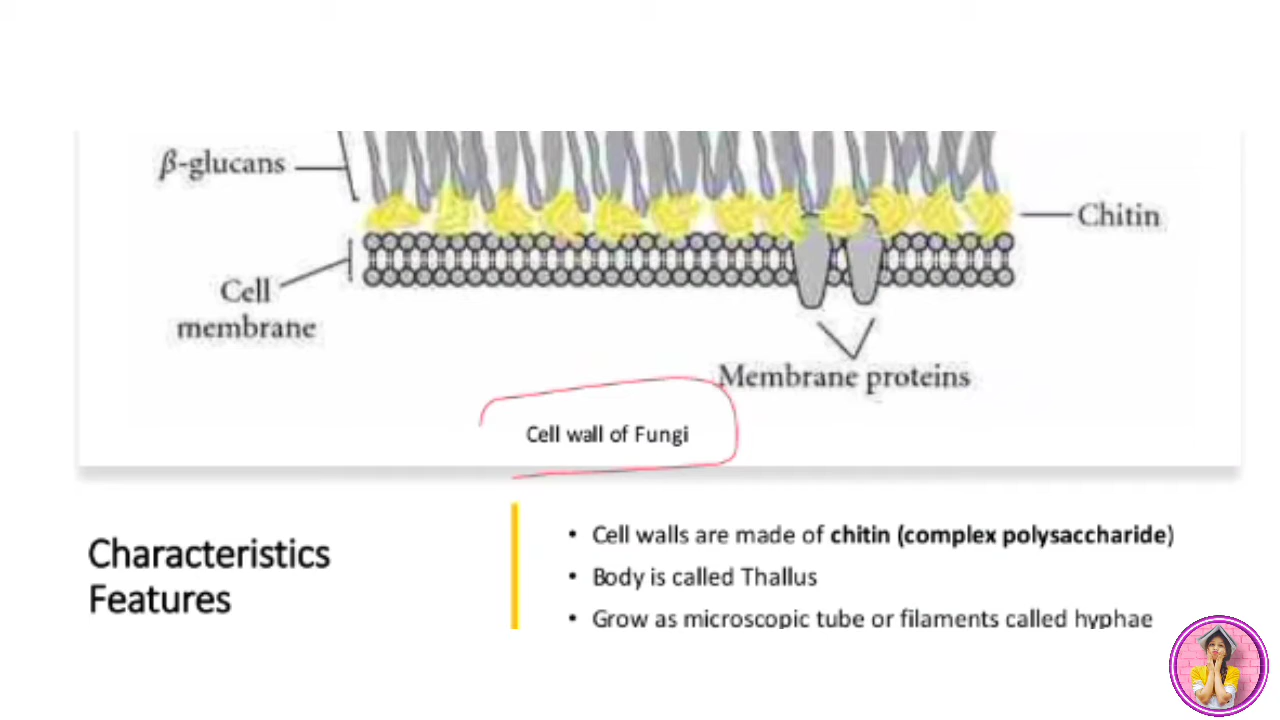 β-glucans
Chitin
Cell
membrane
Membrane proteins
Cell wall of Fungi
Characteristics
Features
• Cell walls are made of chitin (complex polysaccharide)
• Body is called Thallus
• Grow as microscopic tube or filaments called hyphae